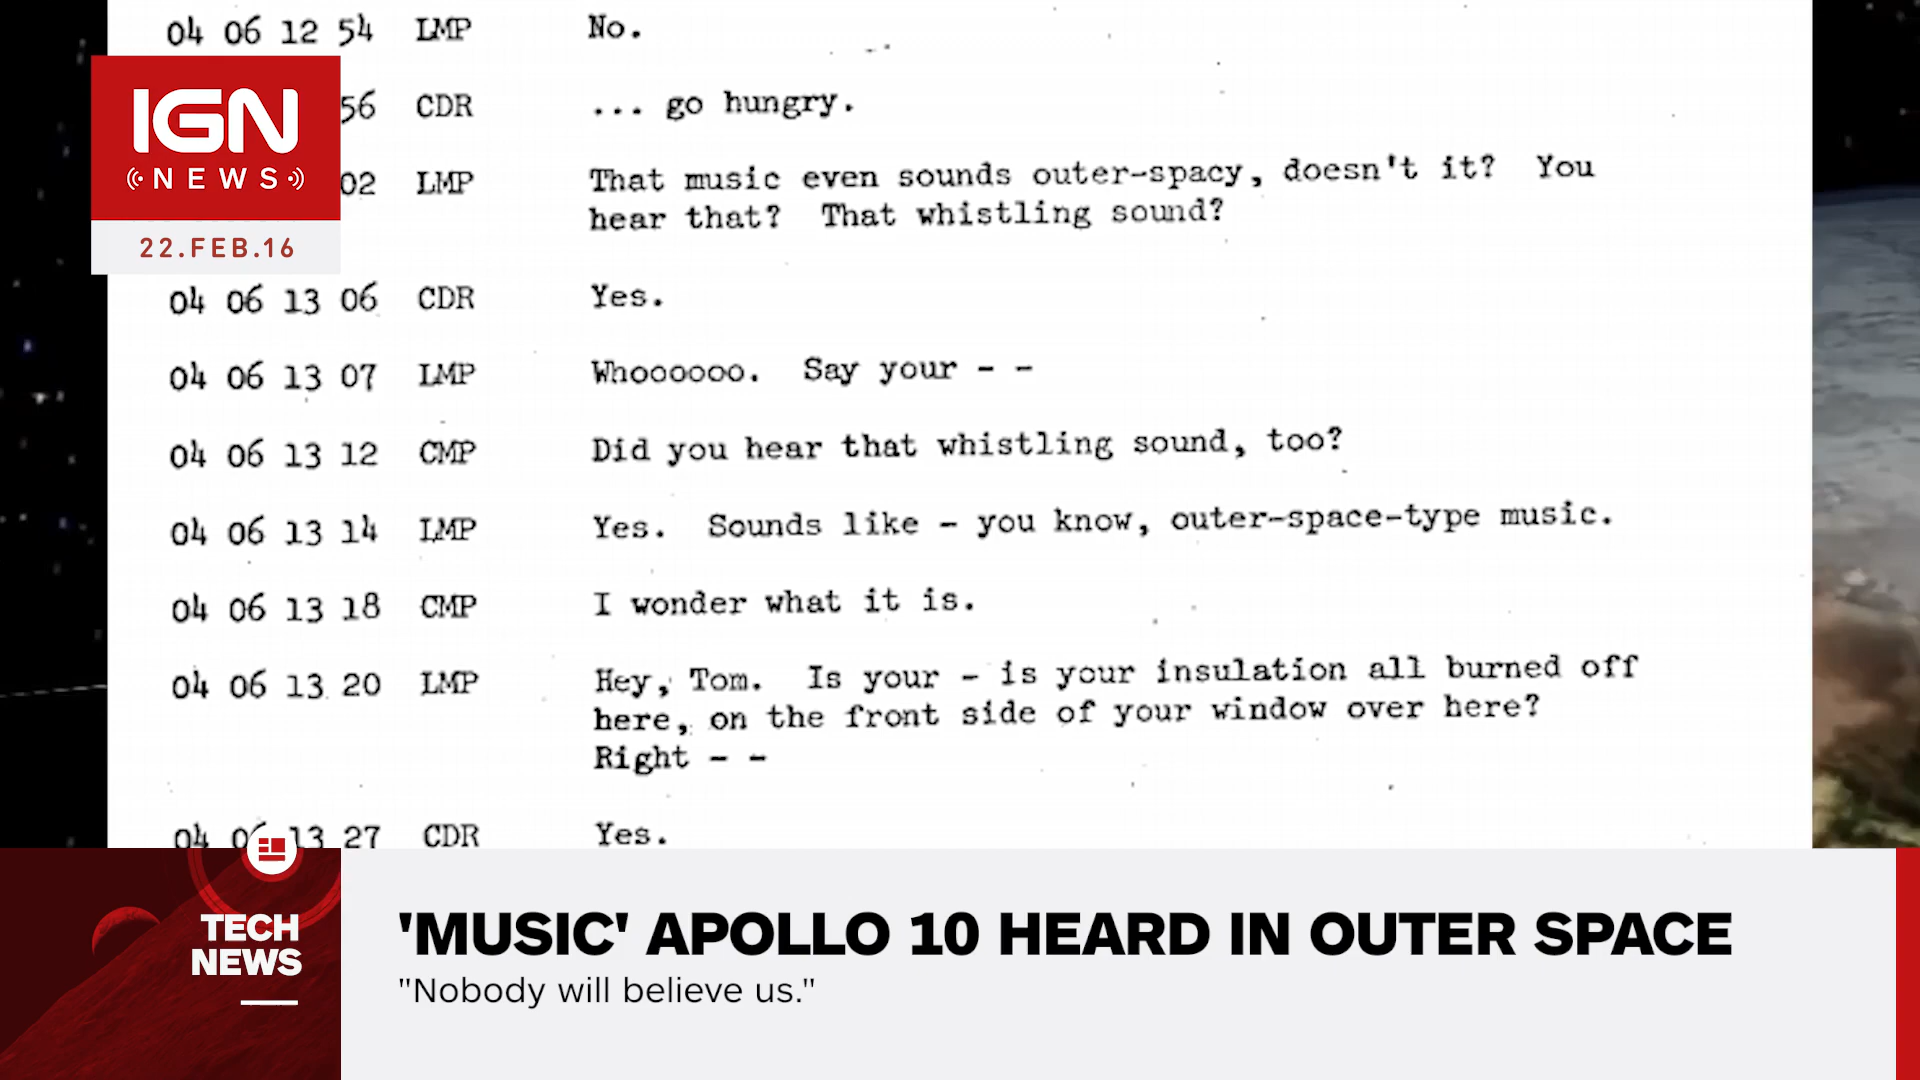 04 06 12 54 LMP No.
56 CDR ... go hungry.
02 LMP That music even sounds outer-spacy, doesn't it? You
hear that? That whistling sound?
04 06 13 06 CDR Yes.
04 06 13 07 LMP Whoooooo. Say your - -
04 06 13 12 CMP Did you hear that whistling sound, too?
04 06 13 14 LMP Yes. Sounds like - you know, outer-space-type music.
04 06 13 18 CMP I wonder what it is.
04 06 13 20 LMP Hey, Tom. Is your - is your insulation all burned off
here, on the front side of your window over here?
Right - -
04 06 13 27 CDR Yes.
IGN
NEWS
22.FEB.16
TECH
NEWS
'MUSIC' APOLLO 10 HEARD IN OUTER SPACE
"Nobody will believe us."